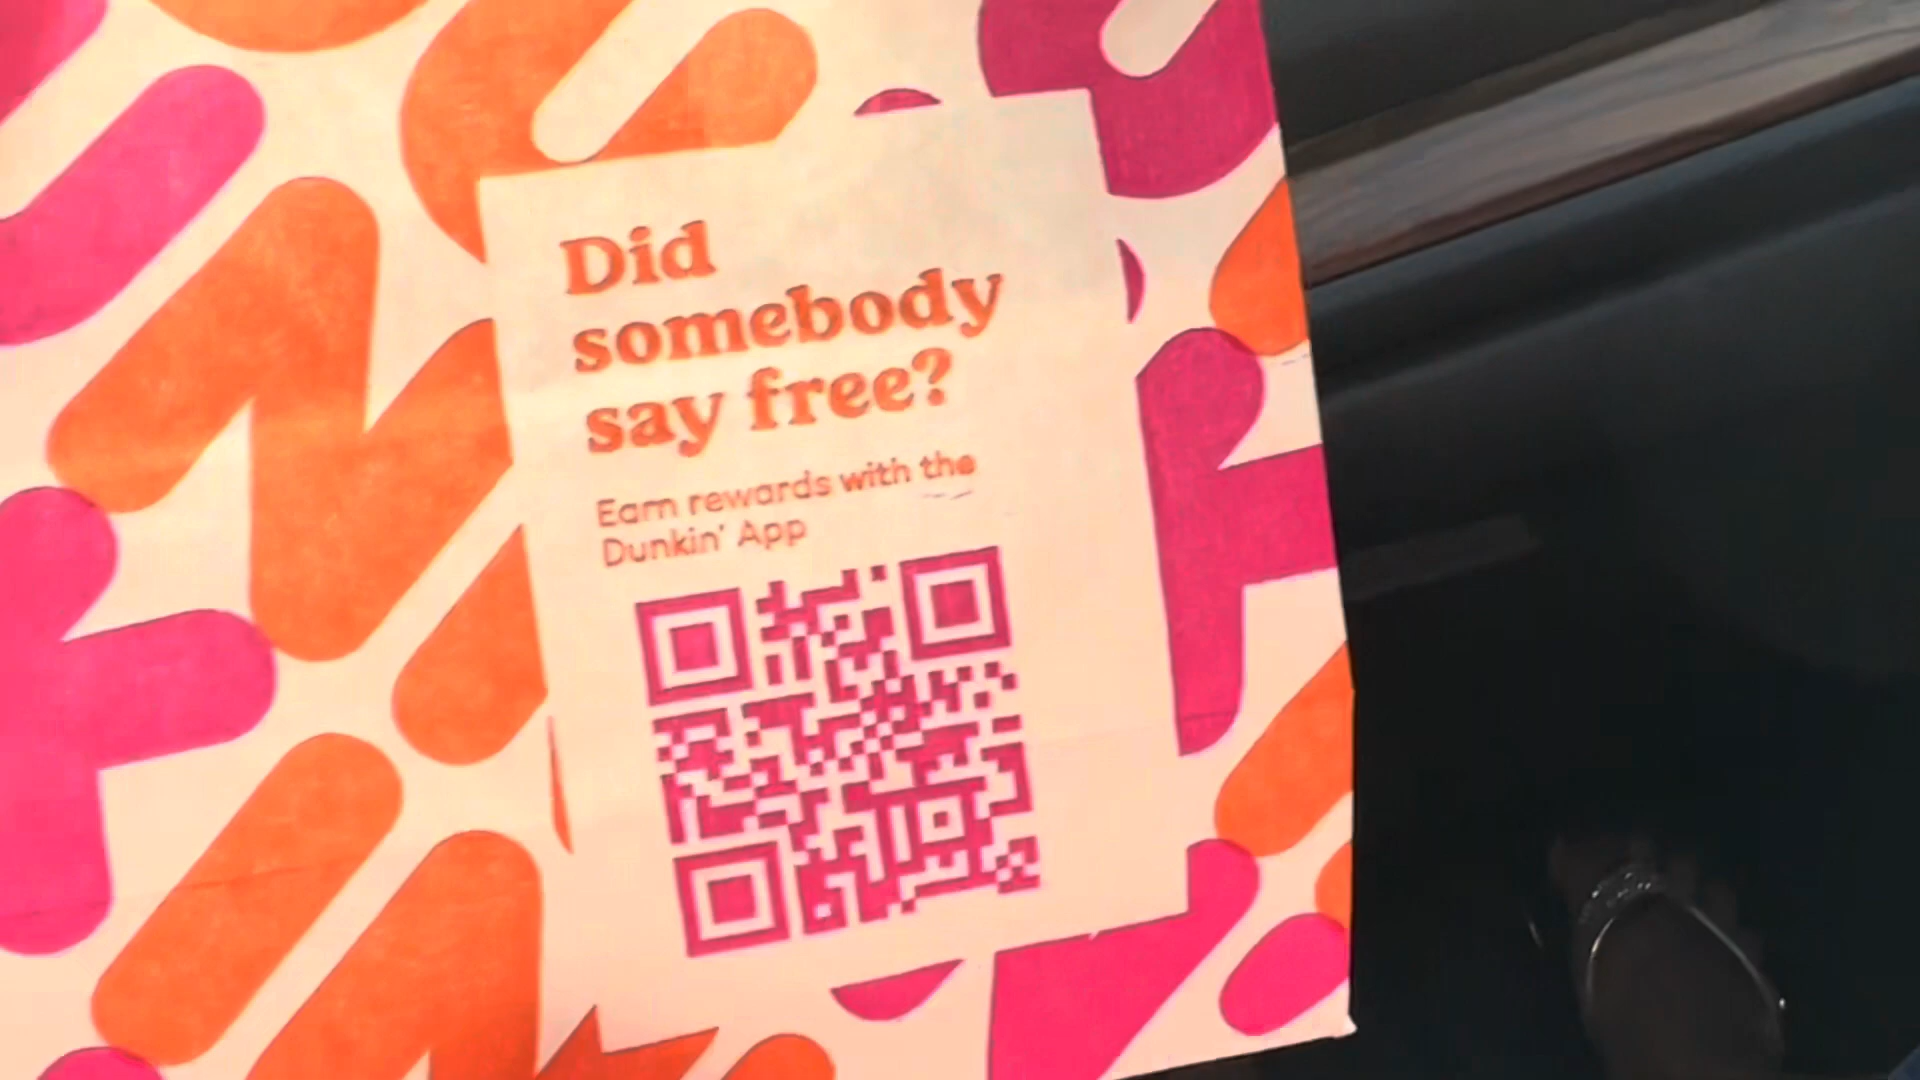 Did
somebody
say free?
Earn rewards with the
Dunkin' App